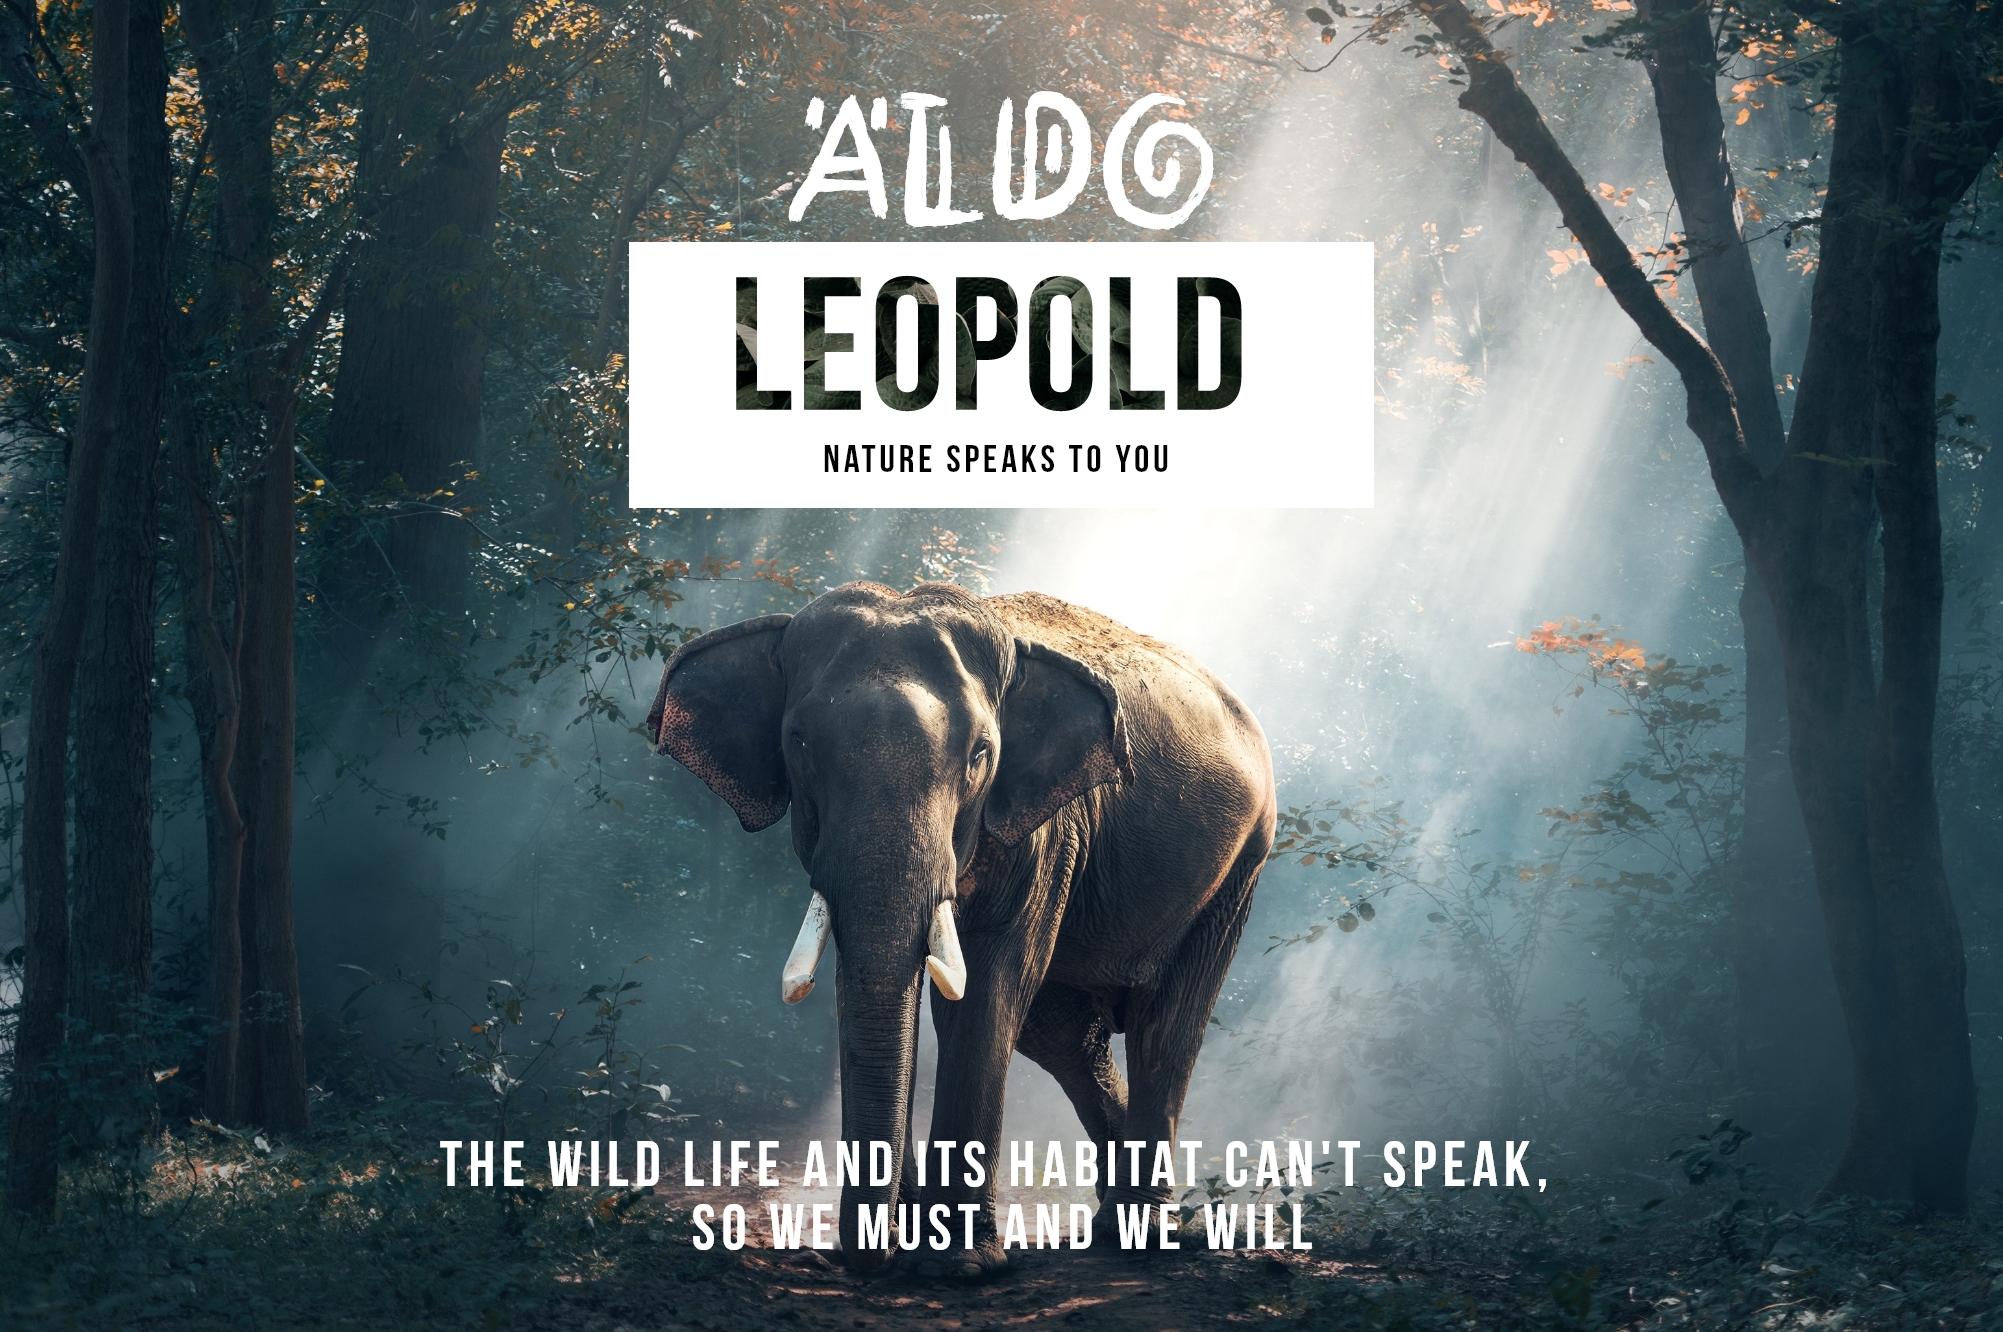 ALDO
LEOPOLD
NATURE SPEAKS TO YOU
THE WILD LIFE AND ITS HABITAT CAN'T SPEAK,
SO WE MUST AND WE WILL